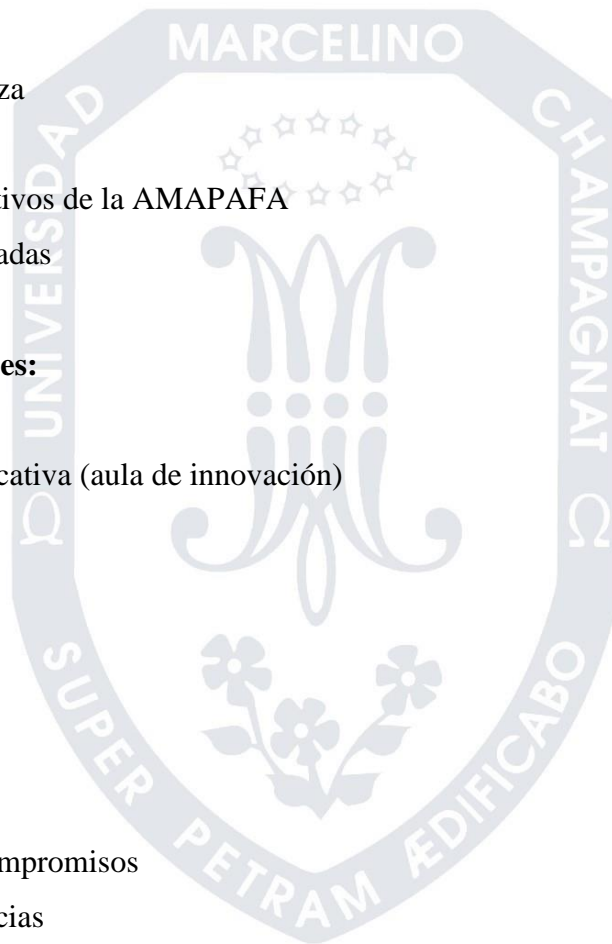 MARCELINO
CHAMPAGNAT
UNIVERSIDAD
za
tivos de la AMAPAFA
adas
es:
cativa (aula de innovación)
Ω
Ω
SUPER PETRAM ÆDIFICABO
mpromisos
cias